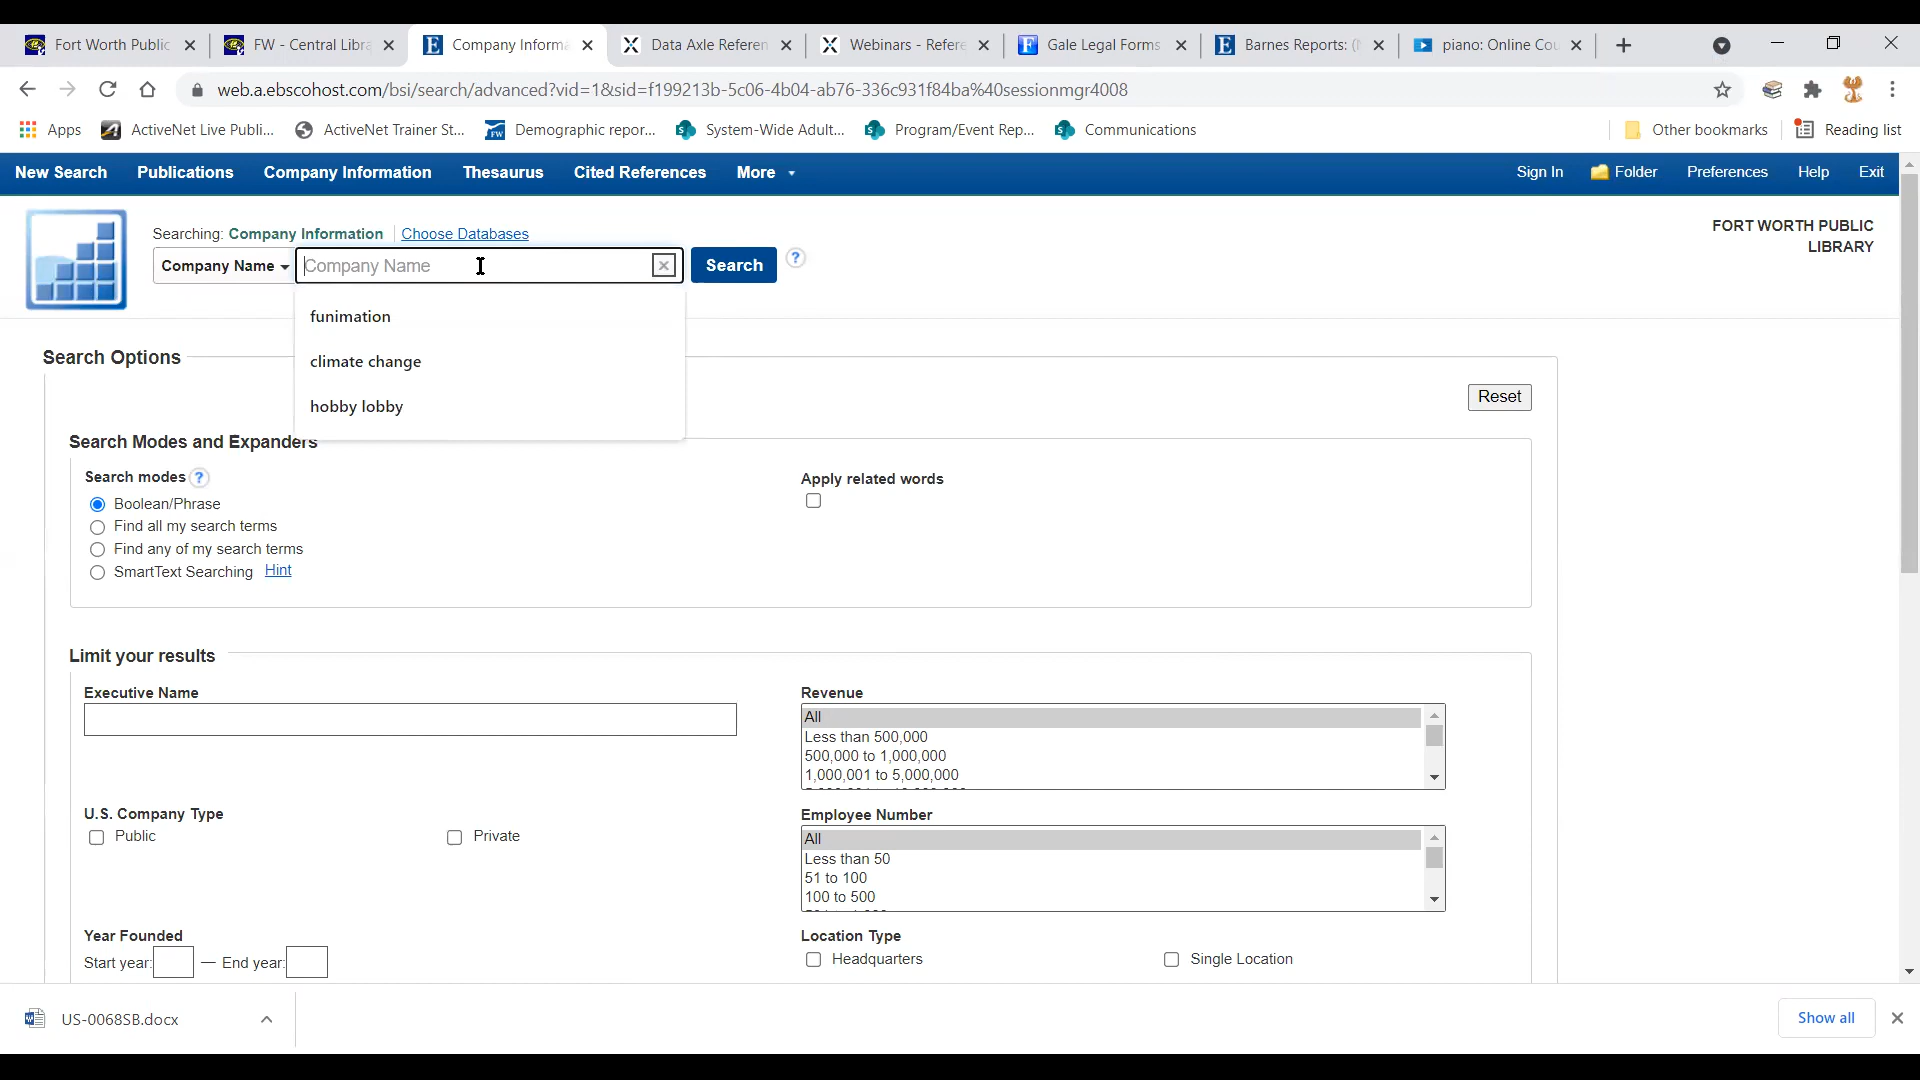 Fort Worth Public
FW - Central Libra
Company Informa
Data Axle Referen
Webinars - Refere
Gale Legal Forms
Barnes Reports: (N
piano: Online Cou
web.a.ebscohost.com/bsi/search/advanced?vid=1&sid=f199213b-5c06-4b04-ab76-336c931f84ba%40sessionmgr4008
Apps
ActiveNet Live Publi...
ActiveNet Trainer St...
Demographic repor...
System-Wide Adult...
Program/Event Rep...
Communications
Other bookmarks
Reading list
New Search
Publications
Company Information
Thesaurus
Cited References
More
Sign In
Folder
Preferences
Help
Exit
Searching: Company Information
Choose Databases
FORT WORTH PUBLIC
LIBRARY
Company Name
Company Name
Search
funimation
climate change
hobby lobby
Search Options
Reset
Search Modes and Expanders
Search modes
Boolean/Phrase
Find all my search terms
Find any of my search terms
SmartText Searching Hint
Apply related words
Limit your results
Executive Name
Revenue
All
Less than 500,000
500,000 to 1,000,000
1,000,001 to 5,000,000
U.S. Company Type
Public
Private
Employee Number
All
Less than 50
51 to 100
100 to 500
Year Founded
Start year:
— End year:
Location Type
Headquarters
Single Location
US-0068SB.docx
Show all